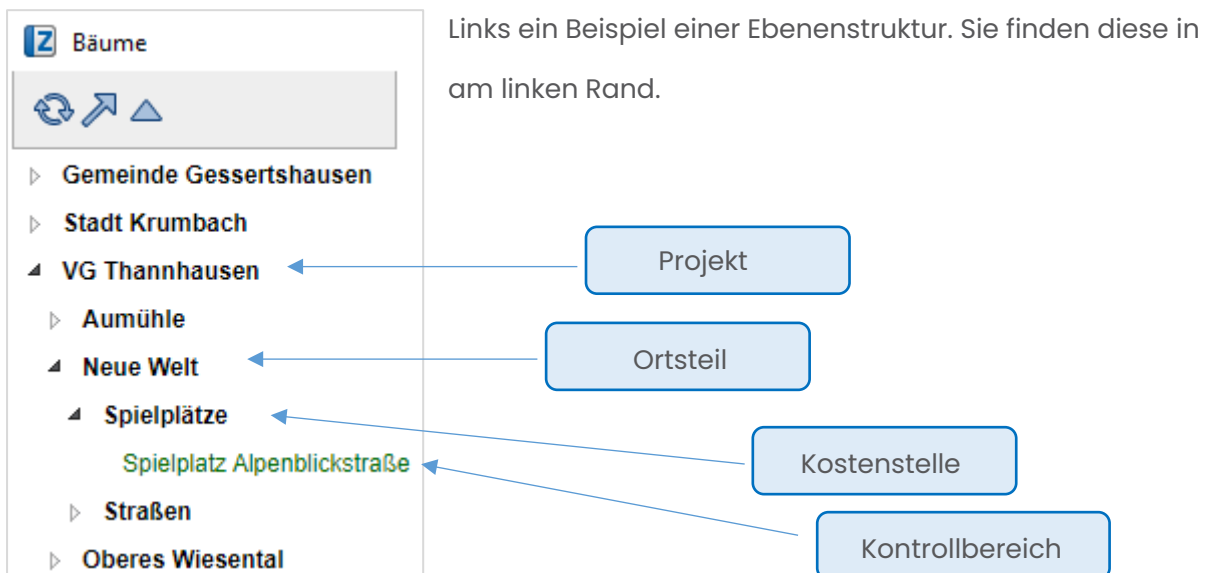 Z Bäume
Links ein Beispiel einer Ebenenstruktur. Sie finden diese in
am linken Rand.
Gemeinde Gessertshausen
Stadt Krumbach
VG Thannhausen
Projekt
Aumühle
Neue Welt
Ortsteil
Spielplätze
Kostenstelle
Spielplatz Alpenblickstraße
Straßen
Kontrollbereich
Oberes Wiesental